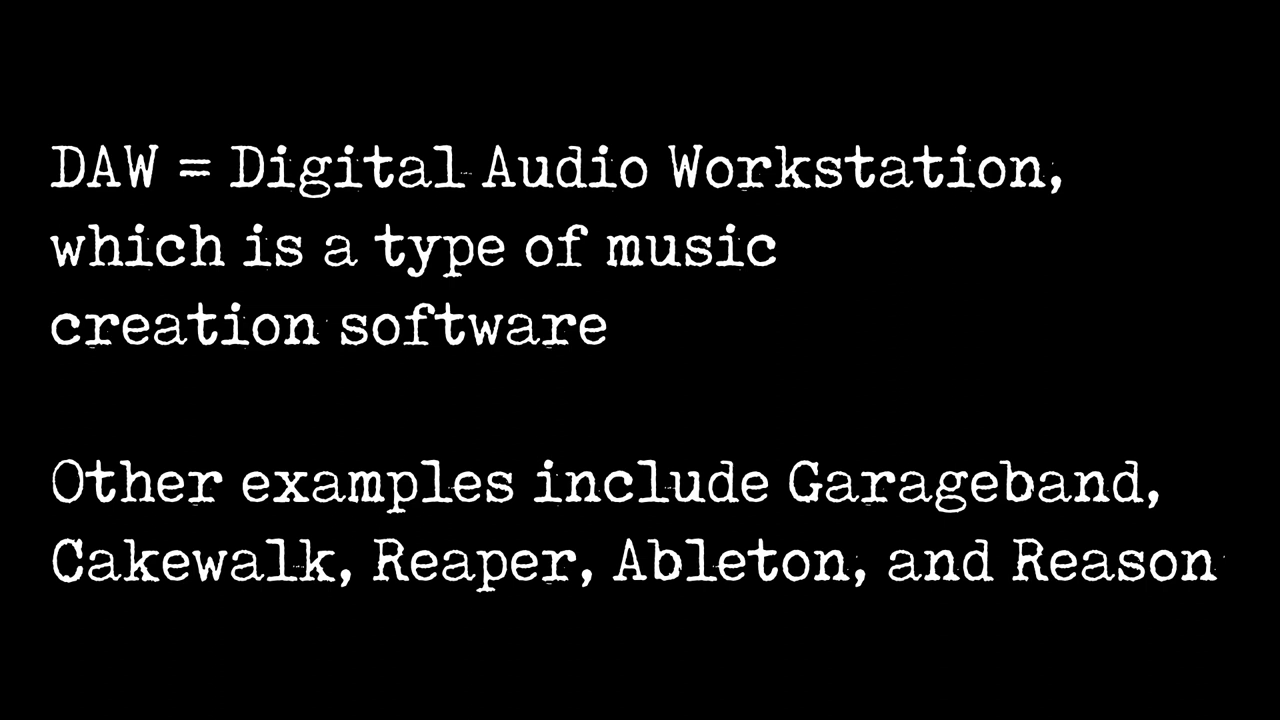 DAW = Digital Audio Workstation,
which is a type of music
creation software
Other examples include Garageband,
Cakewalk, Reaper, Ableton, and Reason